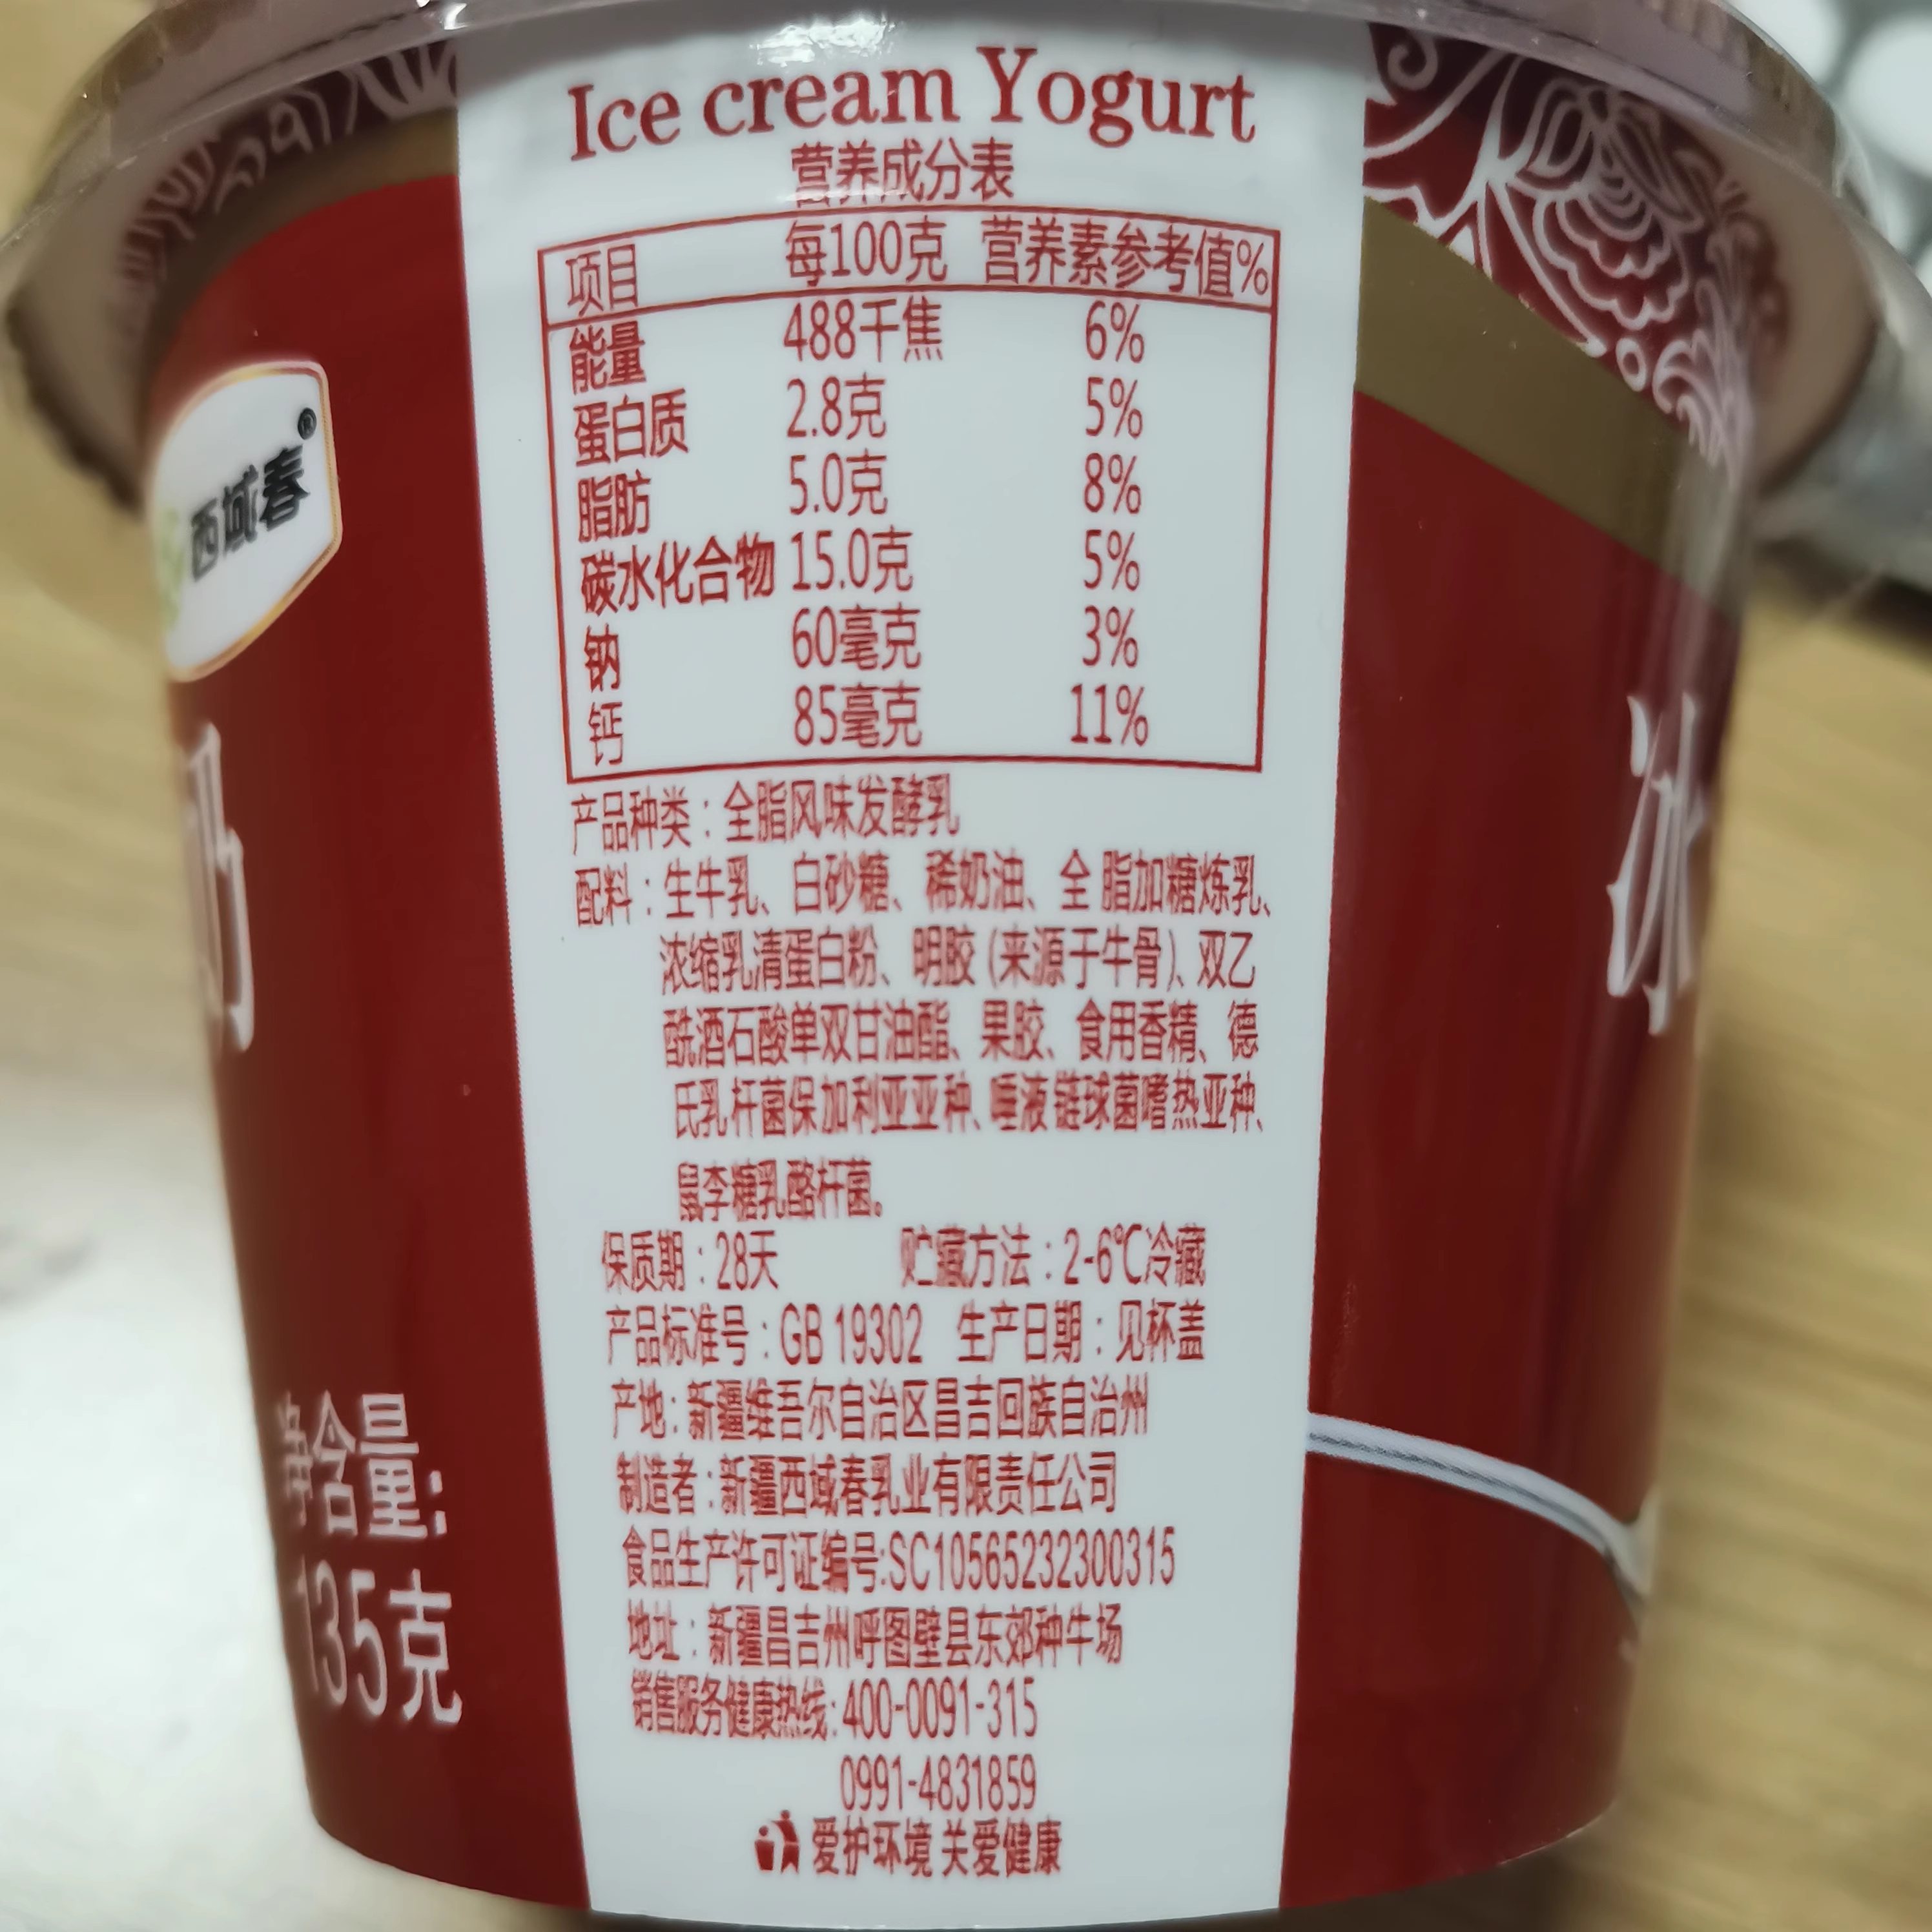 Ice cream Yogurt
营养成分表
项目 每100克 营养素参考值%
能量 488千焦 6%
蛋白质 2.8克 5%
脂肪 5.0克 8%
碳水化合物 15.0克 5%
钠 60毫克 3%
钙 85毫克 11%
产品种类：全脂风味发酵乳
配料：生牛乳、白砂糖、稀奶油、全脂加糖炼乳、
浓缩乳清蛋白粉、明胶(来源于牛骨)、双乙
酰酒石酸单双甘油酯、果胶、食用香精、德
氏乳杆菌保加利亚亚种、唾液链球菌嗜热亚种、
鼠李糖乳酪杆菌。
保质期：28天 贮藏方法：2-6℃冷藏
产品标准号：GB 19302 生产日期：见杯盖
产地：新疆维吾尔自治区昌吉回族自治州
制造者：新疆西域春乳业有限责任公司
食品生产许可证编号:SC10565232300315
地址：新疆昌吉州呼图壁县东郊种牛场
销售服务健康热线：400-0091-315
0991-4831859
爱护环境 关爱健康
西域春®
奶
净含量:
135克
冰